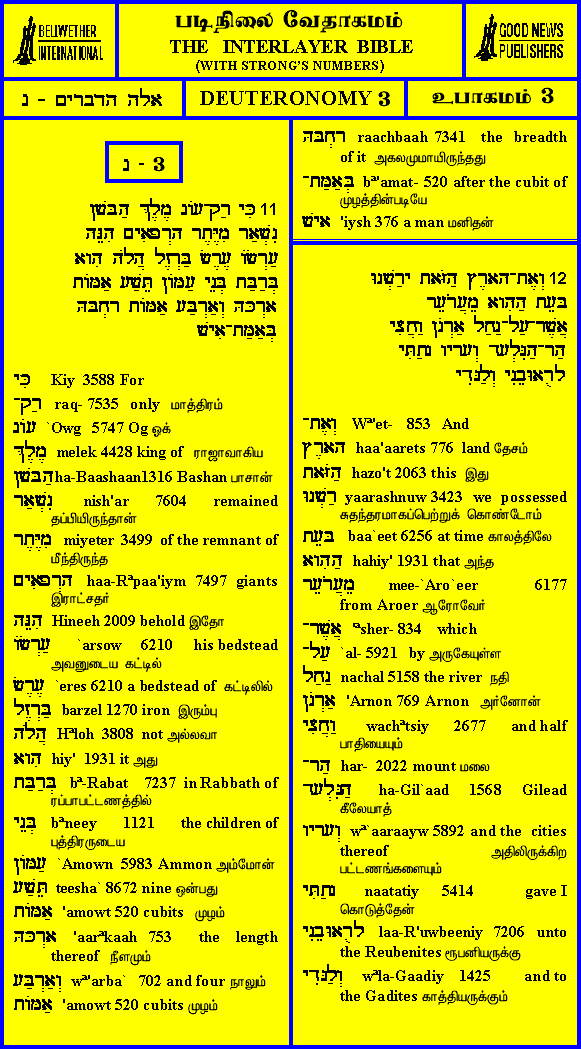 BELIWETHER
INTERNATIONAL
படிநிலை வேதாகமம்
THE INTERLAYER BIBLE
(WITH STRONG'S NUMBERS)
GOOD NEWS
PUBLISHERS
אלה הדברים - נ
DEUTERONOMY 3
உபாகமம் 3
נ - 3
11 כִּי רַק־עוֹג מֶלֶךְ הַבָּשָׁן
נִשְׁאַר מִיֶּתֶר הָרְפָאִים הִנֵּה
עַרְשׂוֹ עֶרֶשׂ בַּרְזֶל הֲלֹה הִוא
בְּרַבַּת בְּנֵי עַמּוֹן תֵּשַׁע אַמּוֹת
אָרְכָּהּ וְאַרְבַּע אַמּוֹת רָחְבָּהּ
בְּאַמַּת־אִישׁ
כִּי Kiy 3588 For
רַק־ raq- 7535 only மாத்திரம்
עוֹג `Owg 5747 Og ஒக்
מֶלֶךְ melek 4428 king of ராஜாவாகிய
הַבָּשָׁן ha-Baashaan1316 Bashan பாசான்
נִשְׁאַר nish'ar 7604 remained
தப்பியிருந்தான்
מִיֶּתֶר miyeter 3499 of the remnant of
மீந்திருந்த
הָרְפָאִים haa-Rªpaa'iym 7497 giants
இராட்சதர்
הִנֵּה Hineeh 2009 behold இதோ
עַרְשׂוֹ `arsow 6210 his bedstead
அவனுடைய கட்டில்
עֶרֶשׂ `eres 6210 a bedstead of கட்டிலில்
בַּרְזֶל barzel 1270 iron இரும்பு
הֲלֹה Hªloh 3808 not அல்லவா
הִוא hiy' 1931 it அது
בְּרַבַּת bª-Rabat 7237 in Rabbath of
ரப்பாபட்டணத்தில்
בְּנֵי bªneey 1121 the children of
புத்திரருடைய
עַמּוֹן `Amown 5983 Ammon அம்மோன்
תֵּשַׁע teesha` 8672 nine ஒன்பது
אַמּוֹת 'amowt 520 cubits முழம்
אָרְכָּהּ 'aarªkaah 753 the length
thereof நீளமும்
וְאַרְבַּע wª'arba` 702 and four நாலும்
אַמּוֹת 'amowt 520 cubits முழம்
רָחְבָּהּ raachbaah 7341 the breadth
of it அகலமுமாயிருந்தது
בְּאַמַּת־ bª'amat- 520 after the cubit of
முழத்தின்படியே
אִישׁ 'iysh 376 a man மனிதன்
12 וְאֶת־הָאָרֶץ הַזֹּאת יָרַשְׁנוּ
בָּעֵת הַהִוא מֵעֲרֹעֵר
אֲשֶׁר־עַל־נַחַל אַרְנֹן וַחֲצִי
הַר־הַגִּלְעָד וְעָרָיו נָתַתִּי
לָרֻאוּבֵנִי וְלַגָּדִי
וְאֶת־ Wª'et- 853 And
הָאָרֶץ haa'aarets 776 land தேசம்
הַזֹּאת hazo't 2063 this இது
רַשְׁנוּ yaarashnuw 3423 we possessed
சுதந்தரமாகப்பெற்றுக் கொண்டோம்
בָּעֵת baa`eet 6256 at time காலத்திலே
הַהִוא hahiy' 1931 that அந்த
מֵעֲרֹעֵר mee-`Aro`eer 6177
from Aroer ஆரோவேர்
אֲשֶׁר־ ªsher- 834 which
עַל־ `al- 5921 by அருகேயுள்ள
נַחַל nachal 5158 the river நதி
אַרְנֹן 'Arnon 769 Arnon அர்னோன்
וַחֲצִי wachªtsiy 2677 and half
பாதியையும்
הַר־ har- 2022 mount மலை
הַגִּלְעָד ha-Gil`aad 1568 Gilead
கீலேயாத்
וְעָרָיו wª`aaraayw 5892 and the cities
thereof அதிலிருக்கிற
பட்டணங்களையும்
נָתַתִּי naatatiy 5414 gave I
கொடுத்தேன்
לָרֻאוּבֵנִי laa-R'uwbeeniy 7206 unto
the Reubenites ரூபனியருக்கு
וְלַגָּדִי wªla-Gaadiy 1425 and to
the Gadites காத்தியருக்கும்